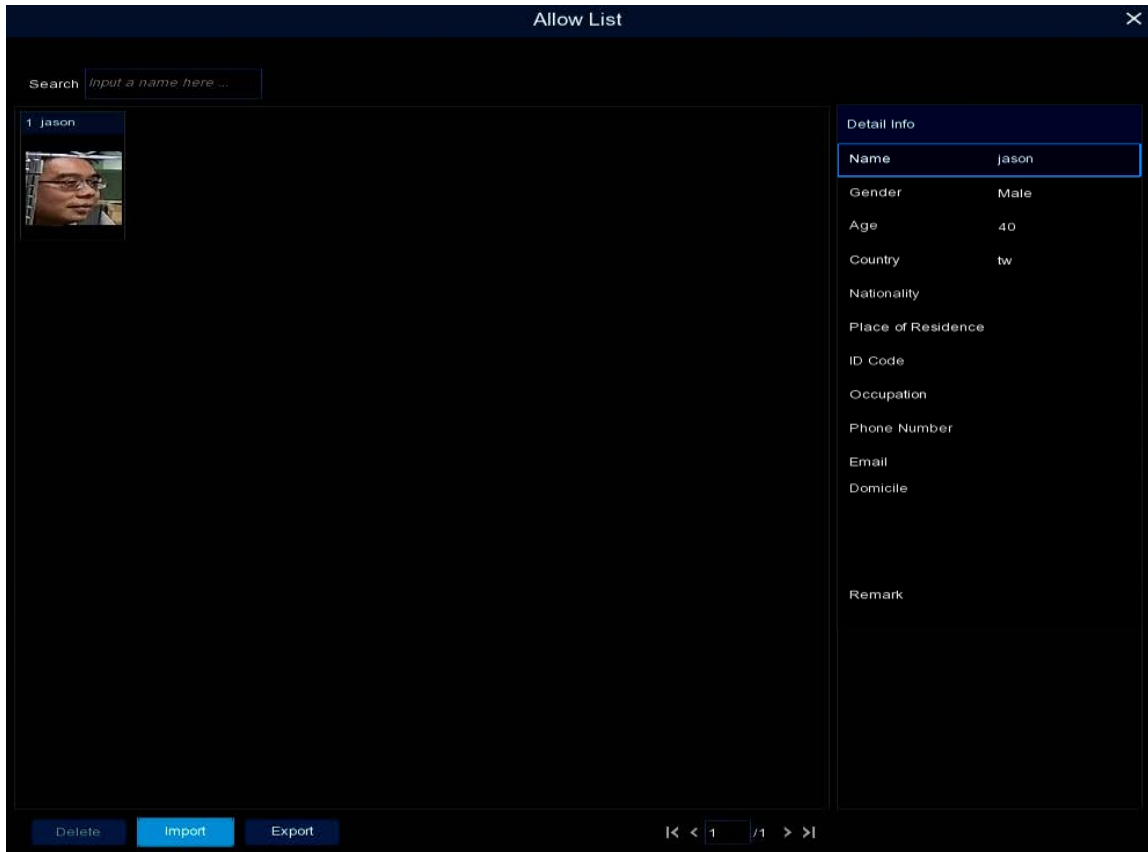 Allow List
Search Input a name here ...
1 jason
Detail Info
Name jason
Gender Male
Age 40
Country tw
Nationality
Place of Residence
ID Code
Occupation
Phone Number
Email
Domicile
Remark
Delete Import Export 1 /1